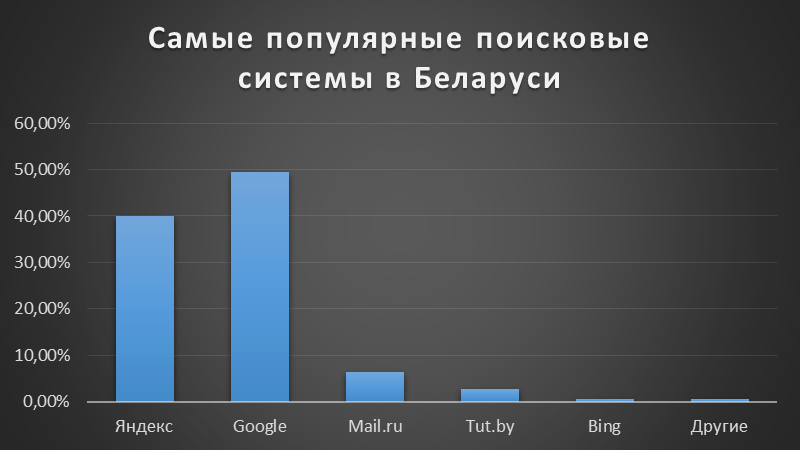 Самые популярные поисковые
системы в Беларуси
60,00%
50,00%
40,00%
30,00%
20,00%
10,00%
0,00%
Яндекс Google Mail.ru Tut.by Bing Другие